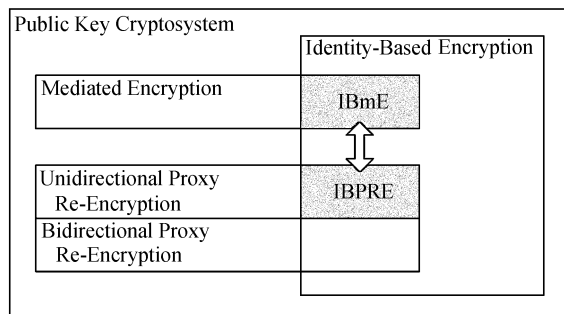 Public Key Cryptosystem
Identity-Based Encryption
Mediated Encryption
IBmE
Unidirectional Proxy
Re-Encryption
IBPRE
Bidirectional Proxy
Re-Encryption